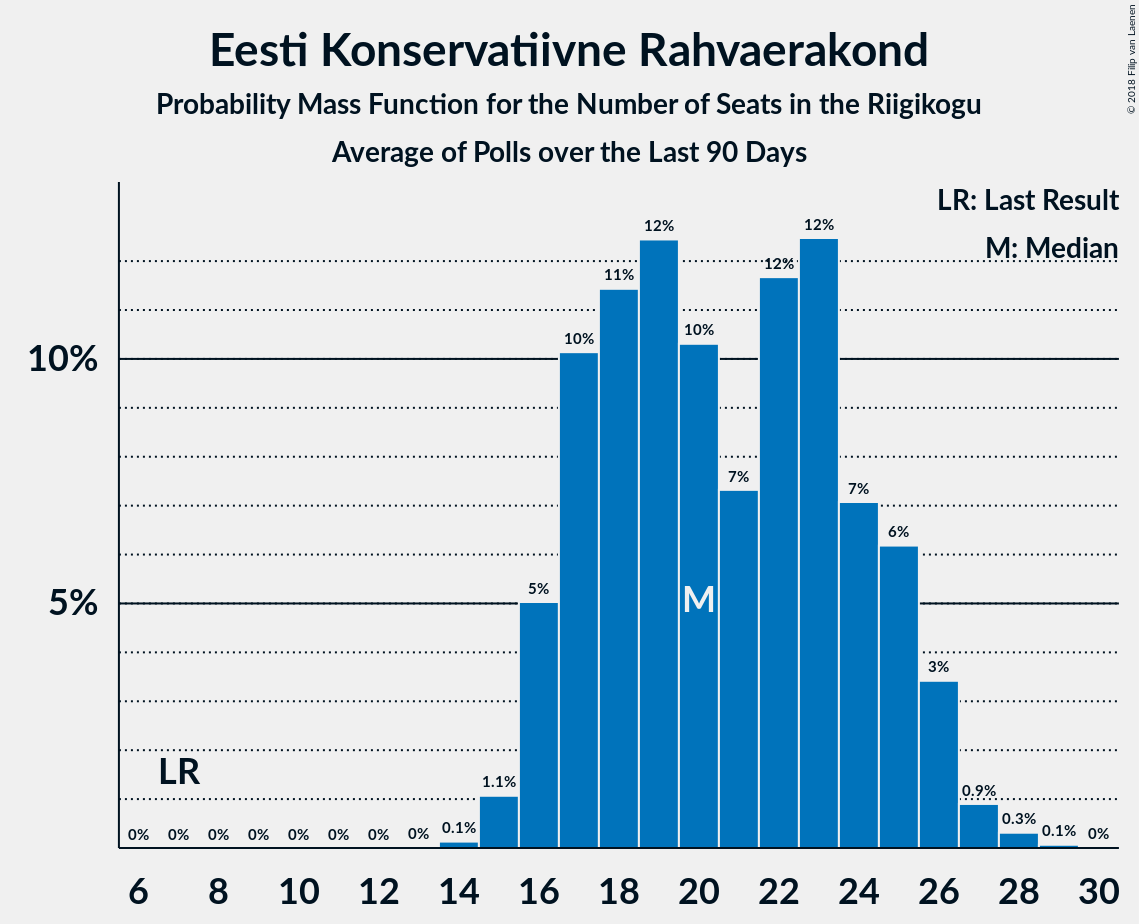 Eesti Konservatiivne Rahvaerakond
Probability Mass Function for the Number of Seats in the Riigikogu
Average of Polls over the Last 90 Days
© 2018 Filip van Laenen
LR: Last Result
M: Median
12%
12%
12%
11%
10%
10%
10%
7%
7%
6%
5%
5%
M
3%
LR
1.1%
0.9%
0.3%
0% 0% 0% 0% 0% 0% 0% 0% 0.1% 0.1% 0%
6 8 10 12 14 16 18 20 22 24 26 28 30